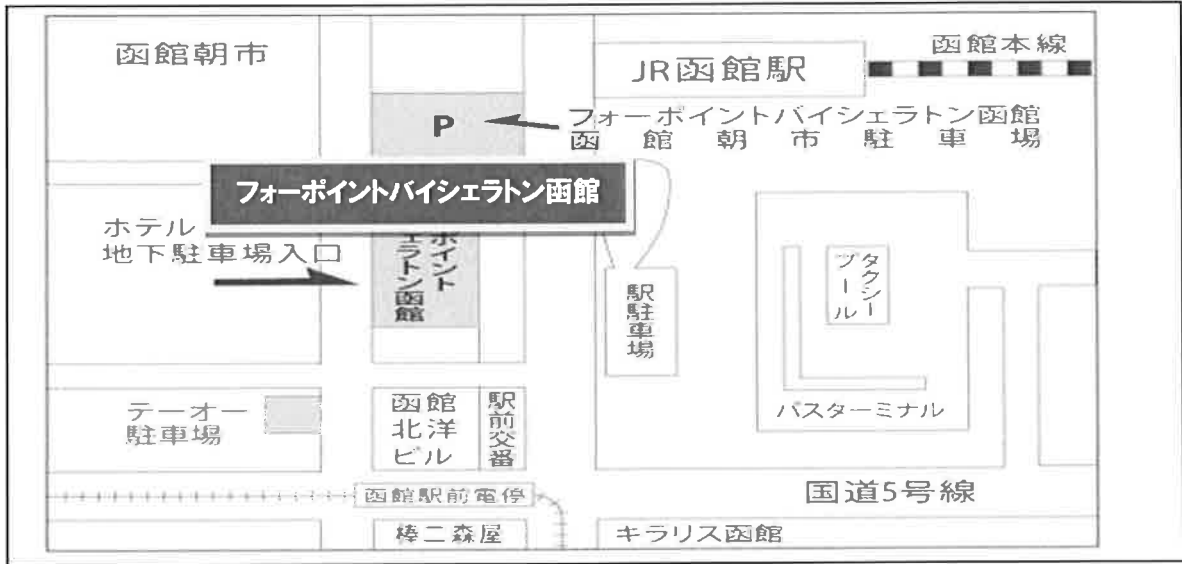 函館朝市
JR函館駅
函館本線
P
フォーポイントバイシェラトン函館
函館朝市駐車場
フォーポイントバイシェラトン函館
ホテル
地下駐車場入口
ポイント
ェラトン函館
駅駐車場
タクシー
プール
バスターミナル
テーオー
駐車場
函館
北洋
ビル
駅前交番
函館駅前電停
国道5号線
棒二森屋
キラリス函館